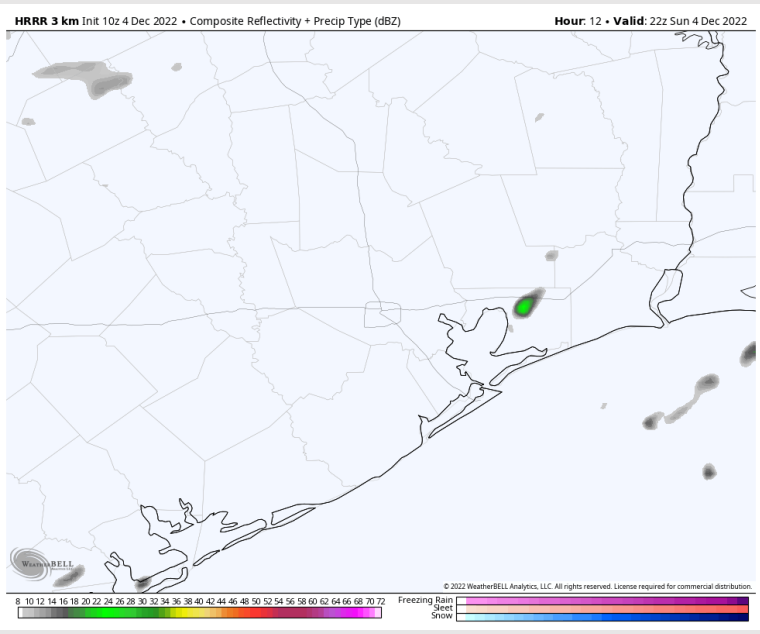 HRRR 3 km Init 10z 4 Dec 2022 • Composite Reflectivity + Precip Type (dBZ)
Hour: 12 • Valid: 22z Sun 4 Dec 2022
WEATHERBELL
© 2022 WeatherBELL Analytics, LLC. All rights reserved. License required for commercial distribution.
8 10 12 14 16 18 20 22 24 26 28 30 32 34 36 38 40 42 44 46 48 50 52 54 56 58 60 62 64 66 68 70 72
Freezing Rain
Sleet
Snow